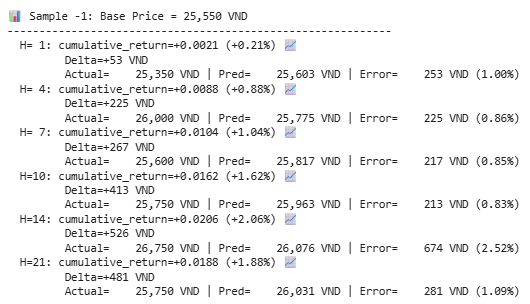 📊 Sample -1: Base Price = 25,550 VND
------------------------------------------------------------
H= 1: cumulative_return=+0.0021 (+0.21%) 📈
Delta=+53 VND
Actual= 25,350 VND | Pred= 25,603 VND | Error= 253 VND (1.00%)
H= 4: cumulative_return=+0.0088 (+0.88%) 📈
Delta=+225 VND
Actual= 26,000 VND | Pred= 25,775 VND | Error= 225 VND (0.86%)
H= 7: cumulative_return=+0.0104 (+1.04%) 📈
Delta=+267 VND
Actual= 25,600 VND | Pred= 25,817 VND | Error= 217 VND (0.85%)
H=10: cumulative_return=+0.0162 (+1.62%) 📈
Delta=+413 VND
Actual= 25,750 VND | Pred= 25,963 VND | Error= 213 VND (0.83%)
H=14: cumulative_return=+0.0206 (+2.06%) 📈
Delta=+526 VND
Actual= 26,750 VND | Pred= 26,076 VND | Error= 674 VND (2.52%)
H=21: cumulative_return=+0.0188 (+1.88%) 📈
Delta=+481 VND
Actual= 25,750 VND | Pred= 26,031 VND | Error= 281 VND (1.09%)